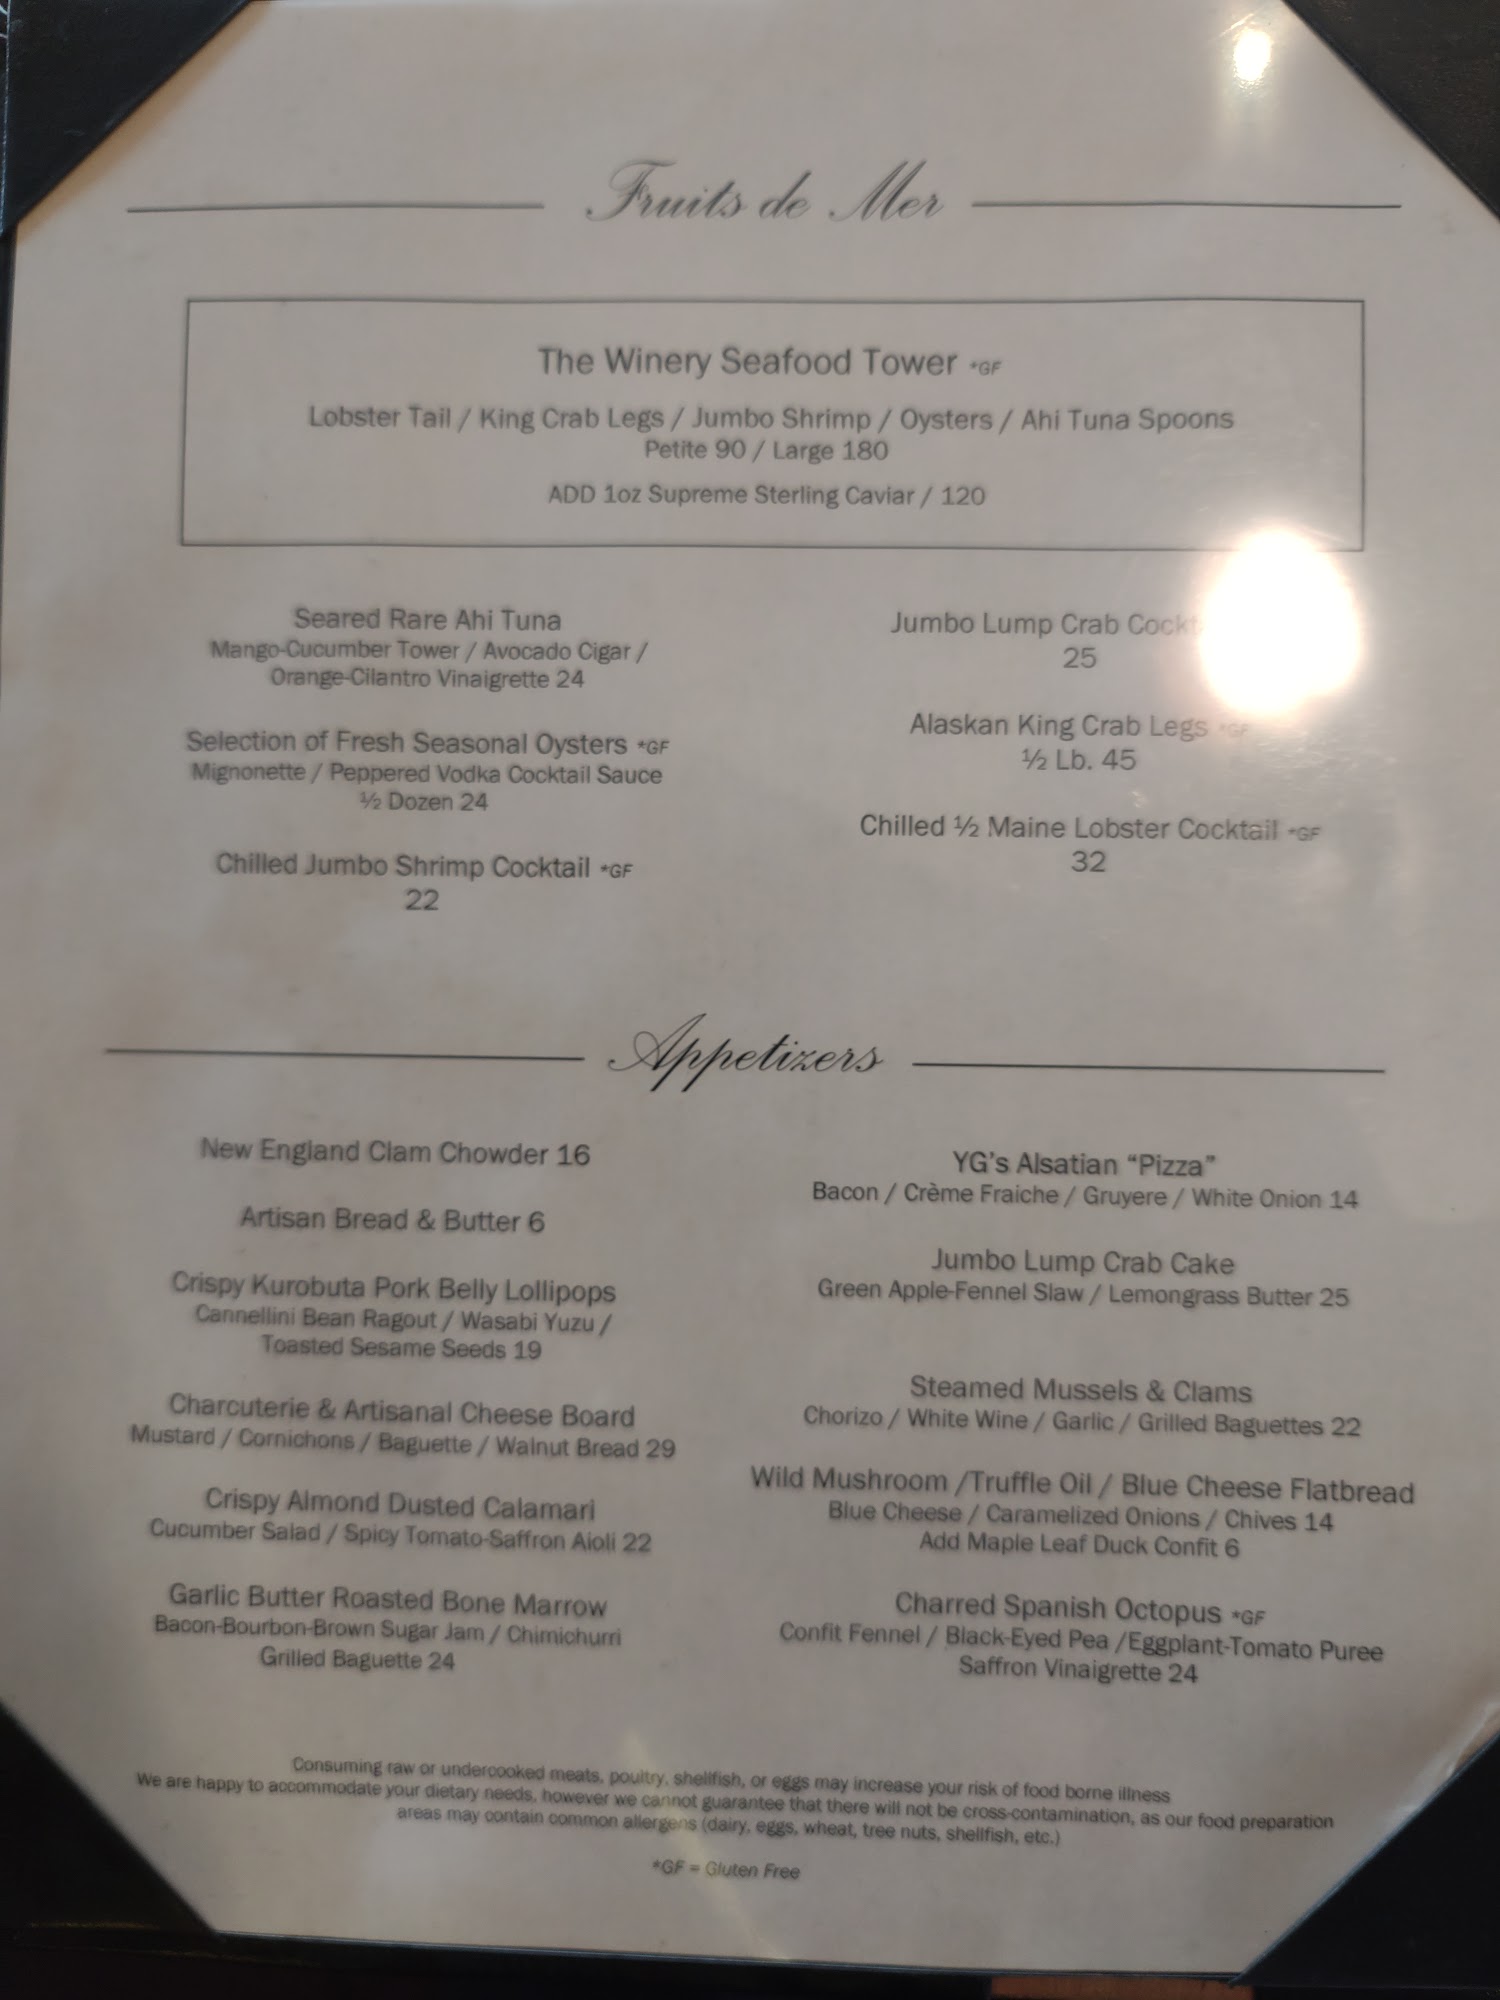 Fruits de Mer
The Winery Seafood Tower *GF
Lobster Tail / King Crab Legs / Jumbo Shrimp / Oysters / Ahi Tuna Spoons
Petite 90 / Large 180
ADD 1oz Supreme Sterling Caviar / 120
Seared Rare Ahi Tuna
Mango-Cucumber Tower / Avocado Cigar /
Orange-Cilantro Vinaigrette 24
Selection of Fresh Seasonal Oysters *GF
Mignonette / Peppered Vodka Cocktail Sauce
½ Dozen 24
Chilled Jumbo Shrimp Cocktail *GF
22
Jumbo Lump Crab
25
Alaskan King Crab Legs *GF
½ Lb. 45
Chilled ½ Maine Lobster Cocktail *GF
32
Appetizers
New England Clam Chowder 16
Artisan Bread & Butter 6
Crispy Kurobuta Pork Belly Lollipops
Cannellini Bean Ragout / Wasabi Yuzu /
Toasted Sesame Seeds 19
Charcuterie & Artisanal Cheese Board
Mustard / Cornichons / Baguette / Walnut Bread 29
Crispy Almond Dusted Calamari
Cucumber Salad / Spicy Tomato-Saffron Aioli 22
Garlic Butter Roasted Bone Marrow
Bacon-Bourbon-Brown Sugar Jam / Chimichurri
Grilled Baguette 24
YG's Alsatian “Pizza”
Bacon / Crème Fraiche / Gruyere / White Onion 14
Jumbo Lump Crab Cake
Green Apple-Fennel Slaw / Lemongrass Butter 25
Steamed Mussels & Clams
Chorizo / White Wine / Garlic / Grilled Baguettes 22
Wild Mushroom /Truffle Oil / Blue Cheese Flatbread
Blue Cheese / Caramelized Onions / Chives 14
Add Maple Leaf Duck Confit 6
Charred Spanish Octopus *GF
Confit Fennel / Black-Eyed Pea /Eggplant-Tomato Puree
Saffron Vinaigrette 24
Consuming raw or undercooked meats, poultry, shellfish, or eggs may increase your risk of food borne illness
We are happy to accommodate your dietary needs, however we cannot guarantee that there will not be cross-contamination, as our food preparation
areas may contain common allergens (dairy, eggs, wheat, tree nuts, shellfish, etc.)
*GF = Gluten Free